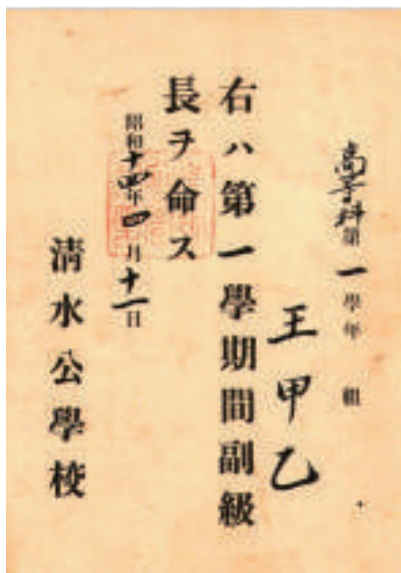 高等科第一學年 組
王甲乙
右ハ第一學期間副級
長ヲ命ス
昭和十四年四月十一日
清水公學校